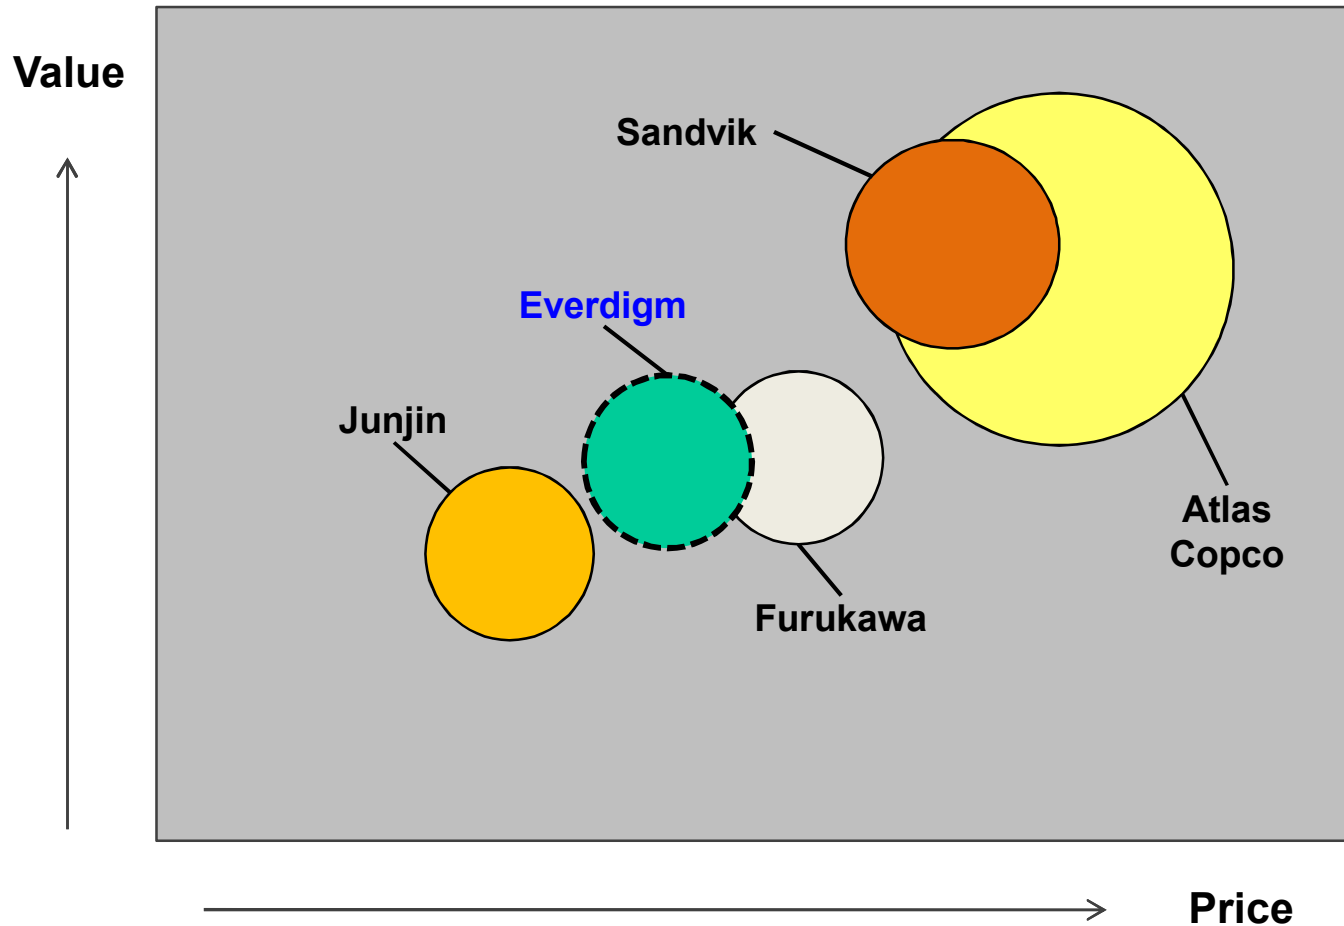 Value
Sandvik
Everdigm
Junjin
Atlas
Copco
Furukawa
Price